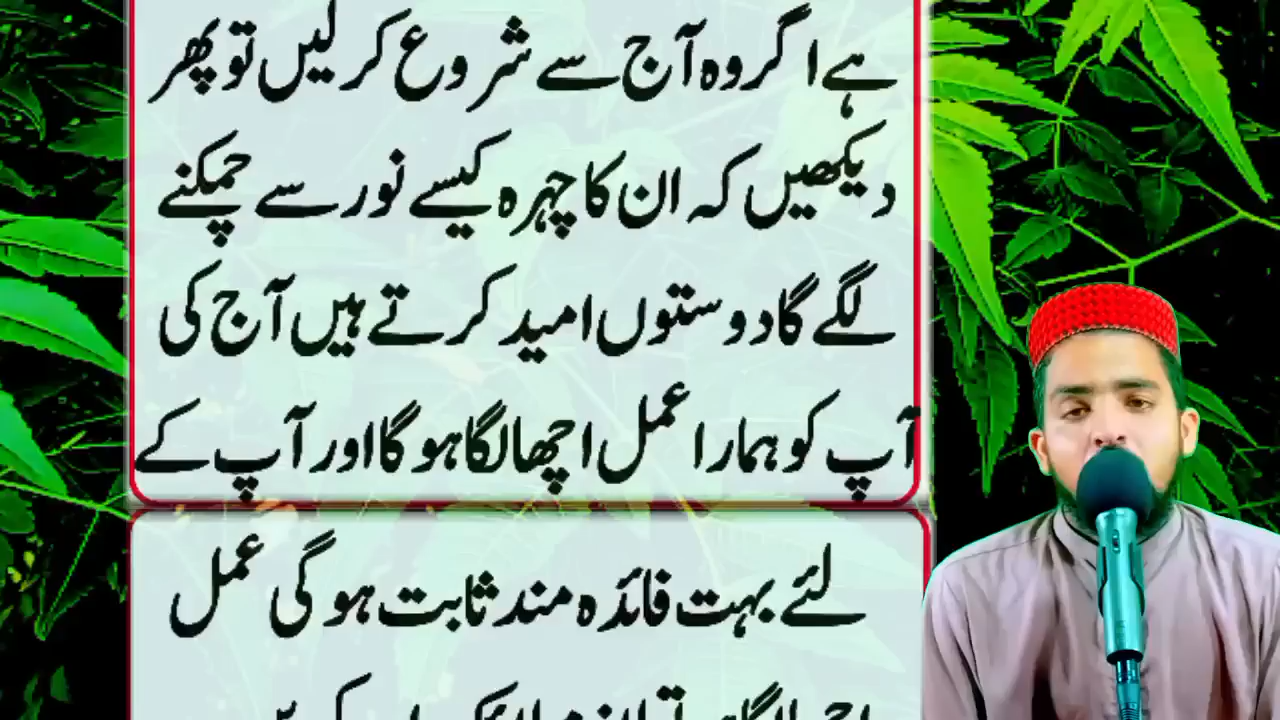 ہے اگر وہ آج سے شروع کر لیں تو پھر
دیکھیں کہ ان کا چہرہ کیسے نور سے چمکنے
لگے گا دوستوں امید کرتے ہیں آج کی
آپ کو ہمارا عمل اچھا لگا ہو گا اور آپ کے
لئے بہت فائدہ مند ثابت ہو گی عمل